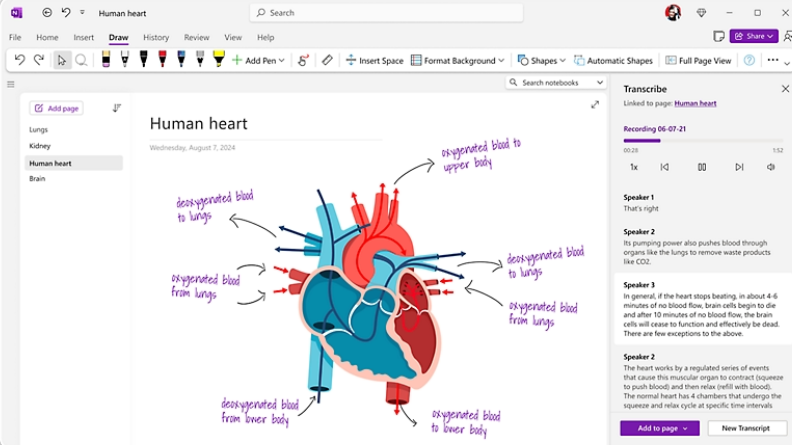 Human heart
Search
Share
File Home Insert Draw History Review View Help
Add Pen
Insert Space
Format Background
Shapes
Automatic Shapes
Full Page View
Search notebooks
Add page
Lungs
Kidney
Human heart
Brain
Human heart
Wednesday, August 7, 2024
oxygenated blood to
upper body
deoxygenated blood
to lungs
oxygenated blood
from lungs
deoxygenated blood
to lungs
oxygenated blood
from lungs
deoxygenated blood
from lower body
oxygenated blood
to lower body
Transcribe
Linked to page: Human heart
Recording 06-07-21
00:28 1:52
1x
Speaker 1
That's right
Speaker 2
Its pumping power also pushes blood through
organs like the lungs to remove waste products
like CO2.
Speaker 3
In general, if the heart stops beating, in about 4-6
minutes of no blood flow, brain cells begin to die
and after 10 minutes of no blood flow, the brain
cells will cease to function and effectively be dead.
There are few exceptions to the above.
Speaker 2
The heart works by a regulated series of events
that cause this muscular organ to contract (squeeze
to push blood) and then relax (refill with blood).
The normal heart has 4 chambers that undergo the
squeeze and relax cycle at specific time intervals
Add to page
New Transcript